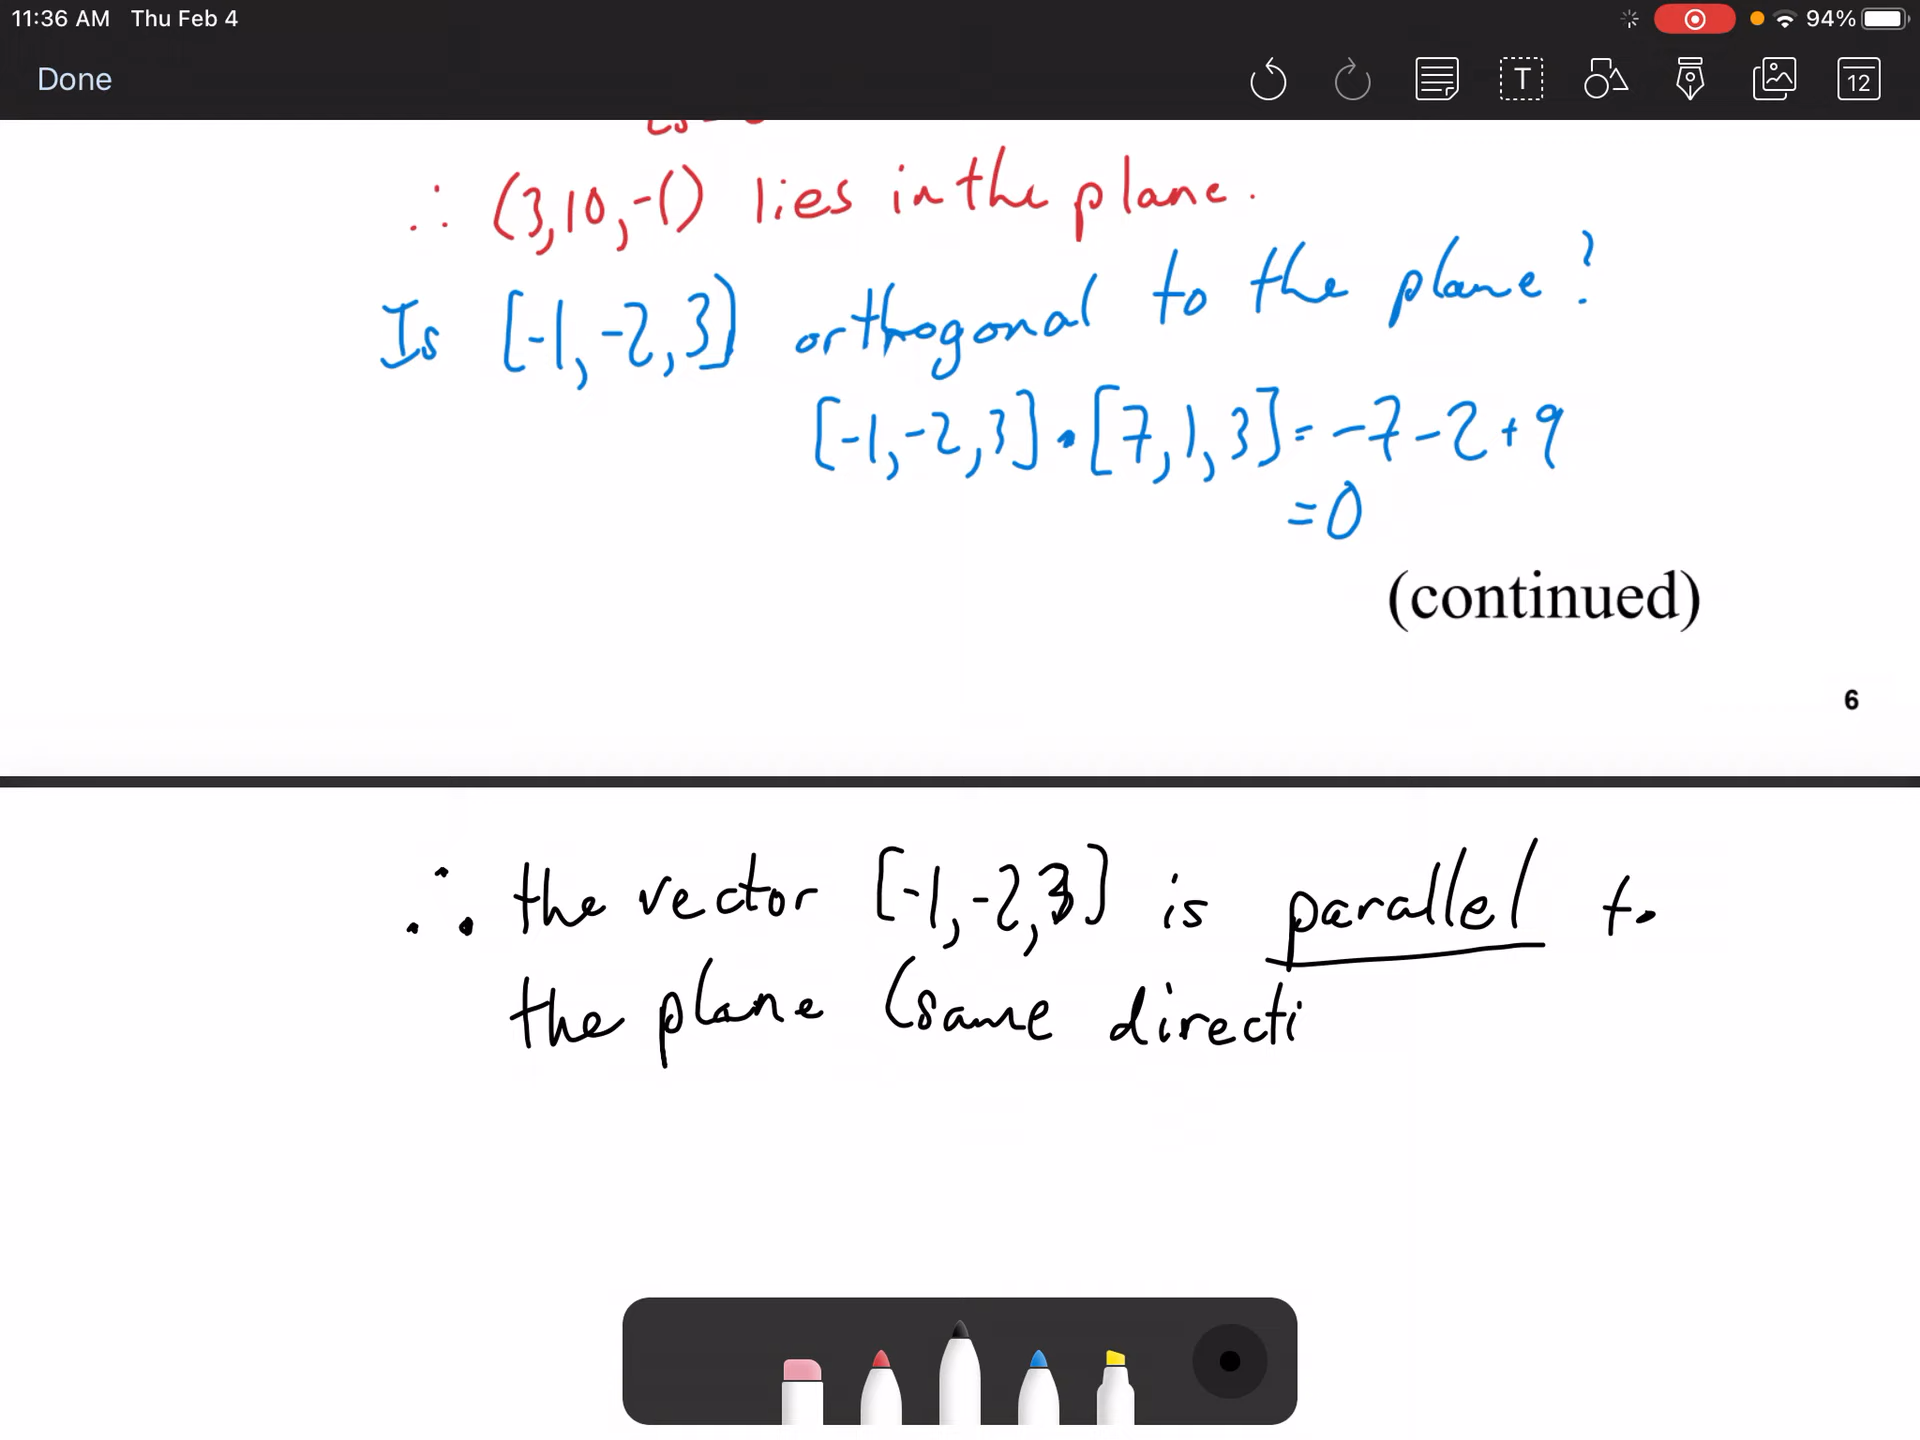 11:36 AM Thu Feb 4
94%
Done
T
12
∴ (3,10,-1) lies in the plane.
Is [-1,-2,3] orthogonal to the plane?
[-1,-2,3]•[7,1,3]= -7-2+9
=0
(continued)
6
∴ the vector [-1,-2,3] is parallel to
the plane (same directi